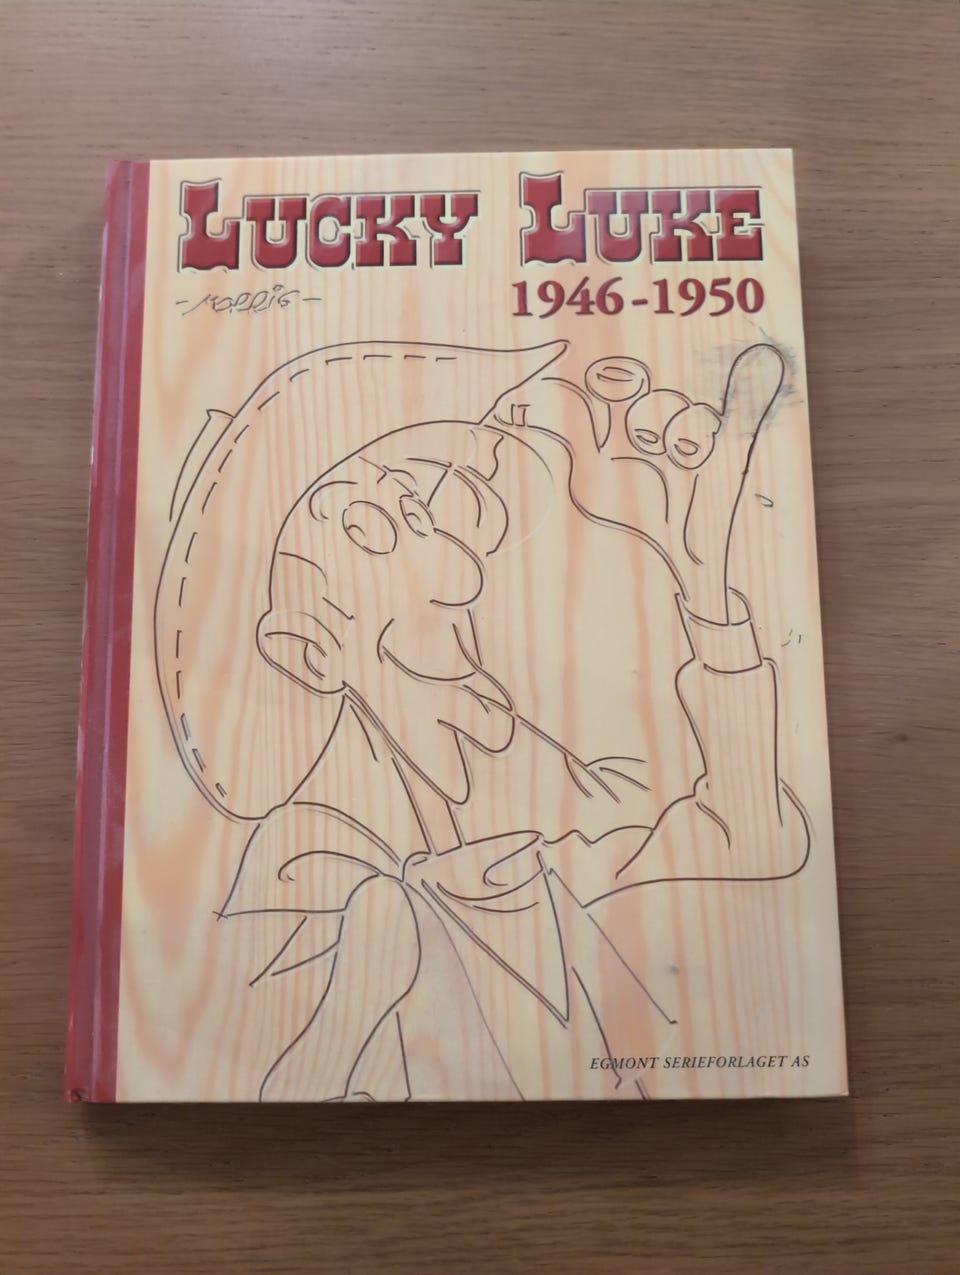 LUCKY LUKE
-MORRIS-
1946-1950
EGMONT SERIEFORLAGET AS